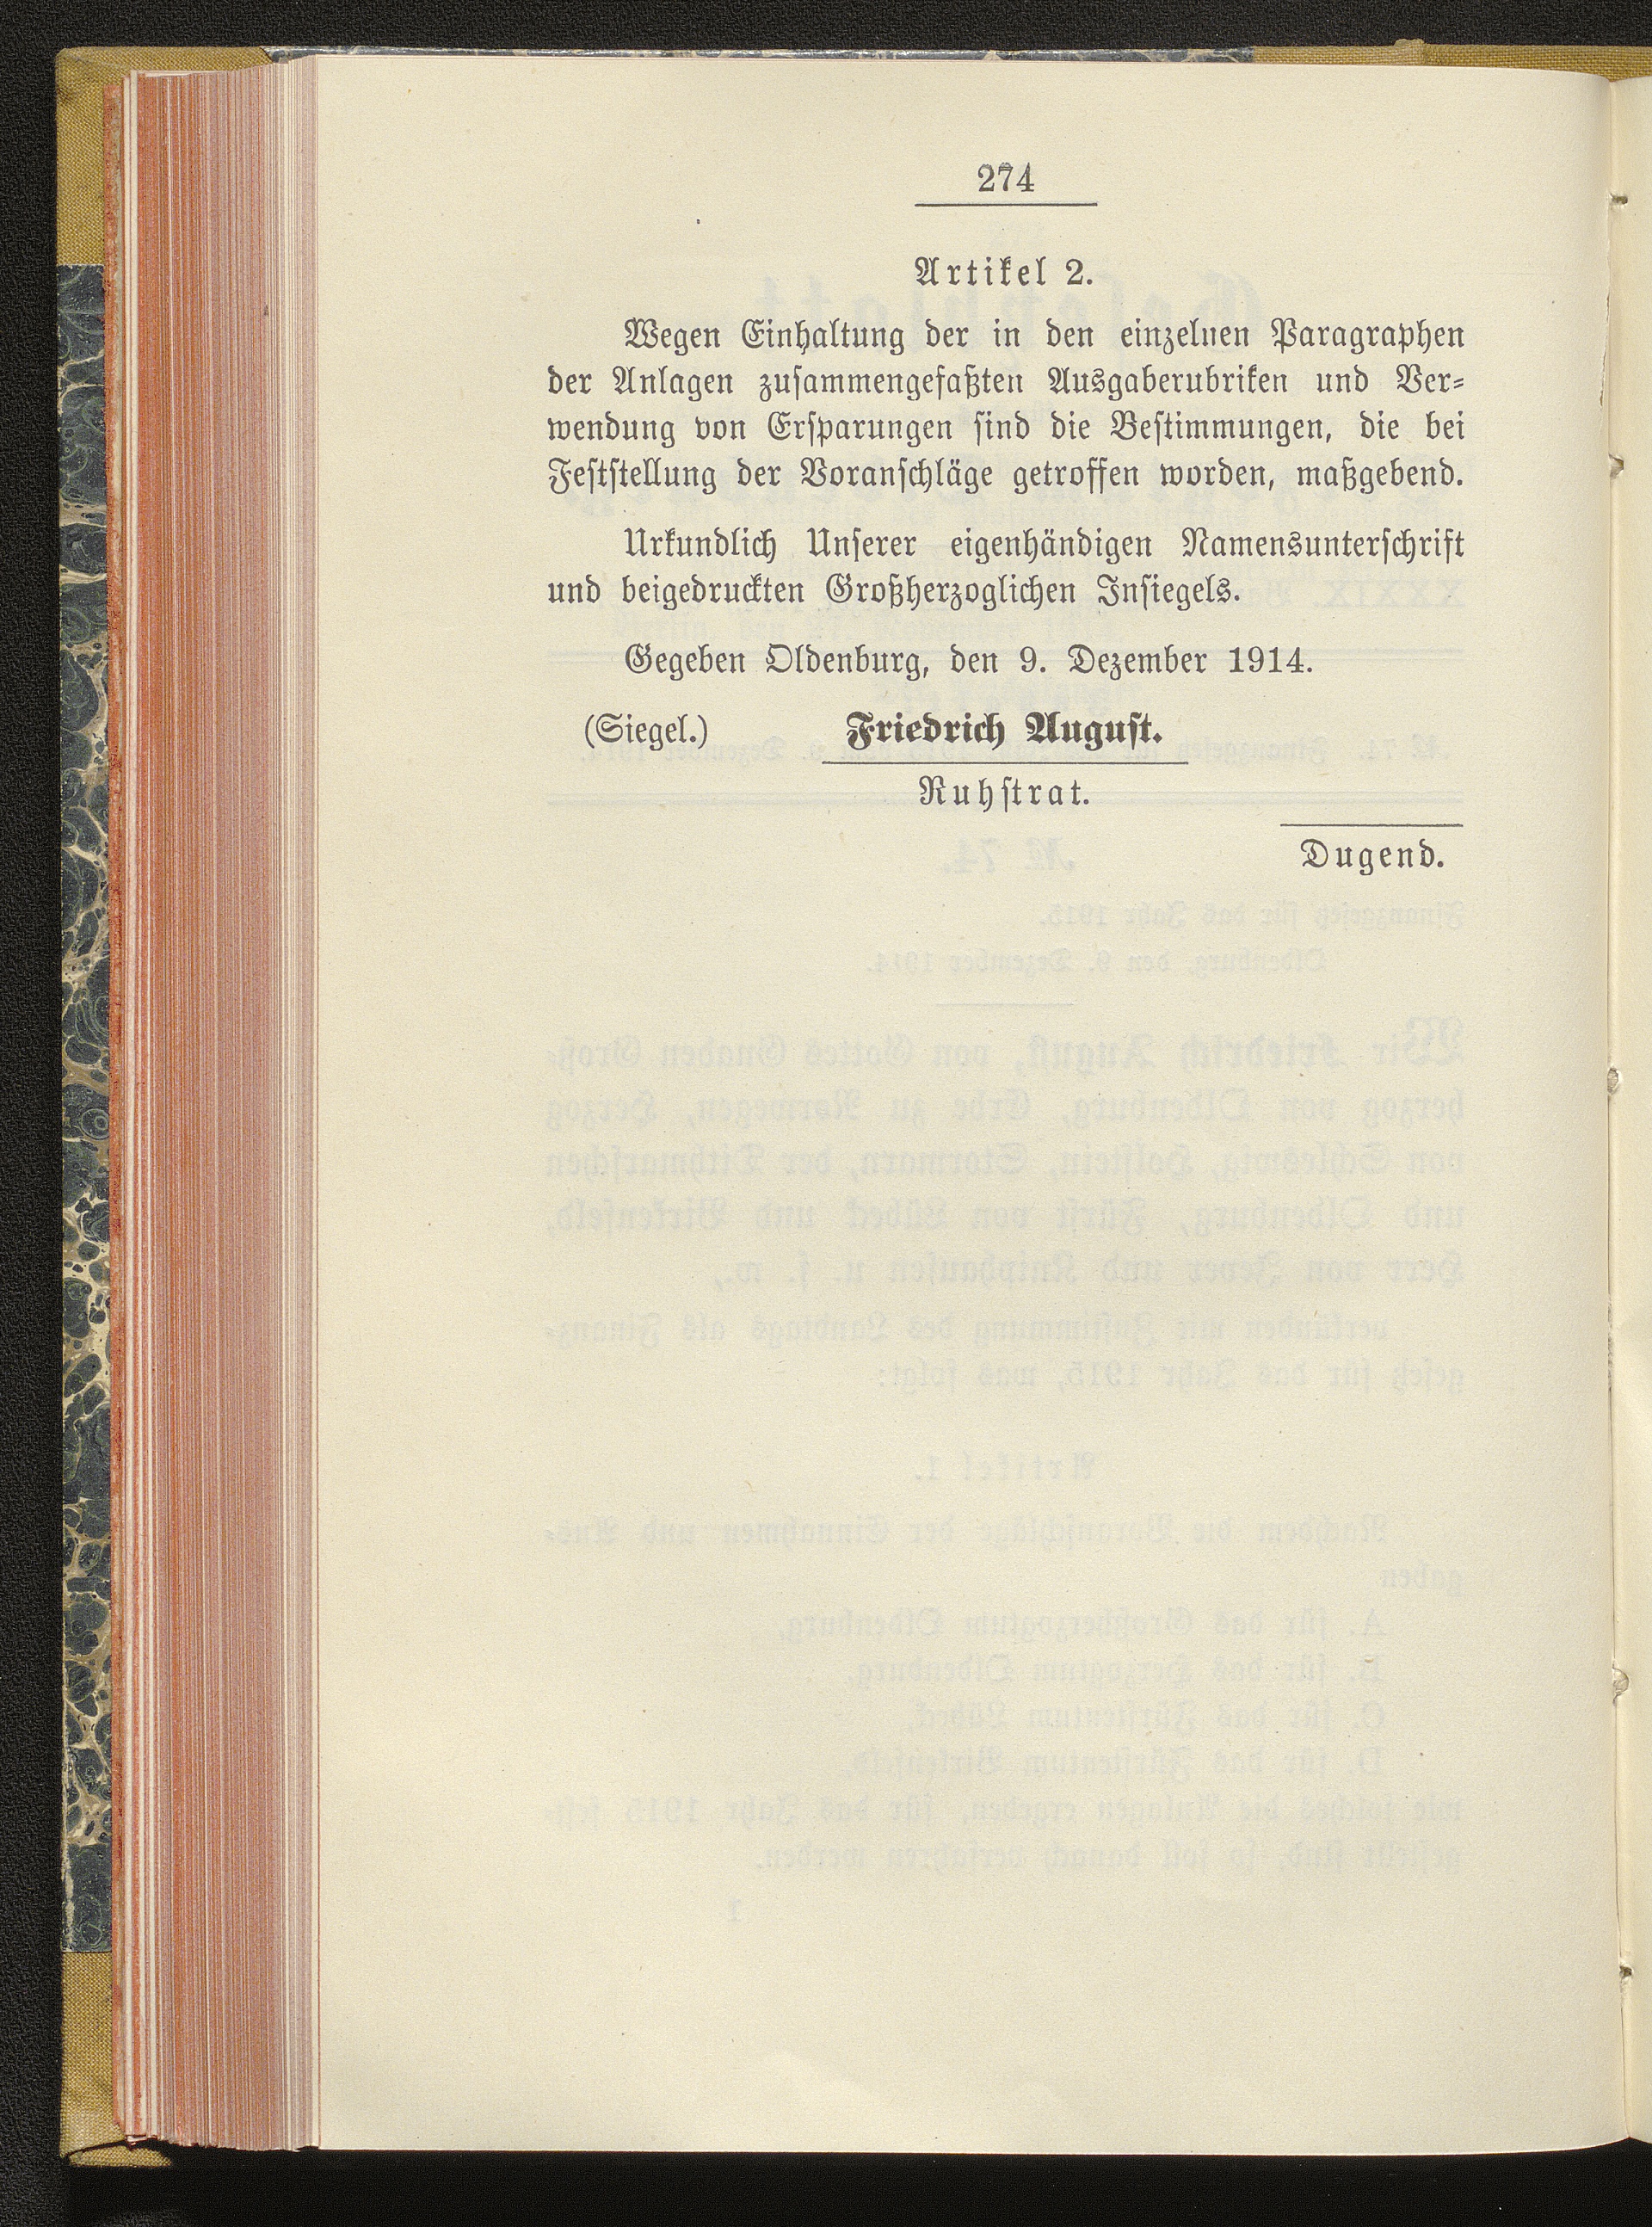 274
Artikel 2.
Wegen Einhaltung der in den einzelnen Paragraphen
der Anlagen zusammengefaßten Ausgaberubriken und Ver-
wendung von Ersparungen sind die Bestimmungen, die bei
Feststellung der Voranschläge getroffen worden, maßgebend.
Urkundlich Unserer eigenhändigen Namensunterschrift
und beigedruckten Großherzoglichen Insiegels.
Gegeben Oldenburg, den 9. Dezember 1914.
(Siegel.) Friedrich August.
Ruhstrat.
Dugend.